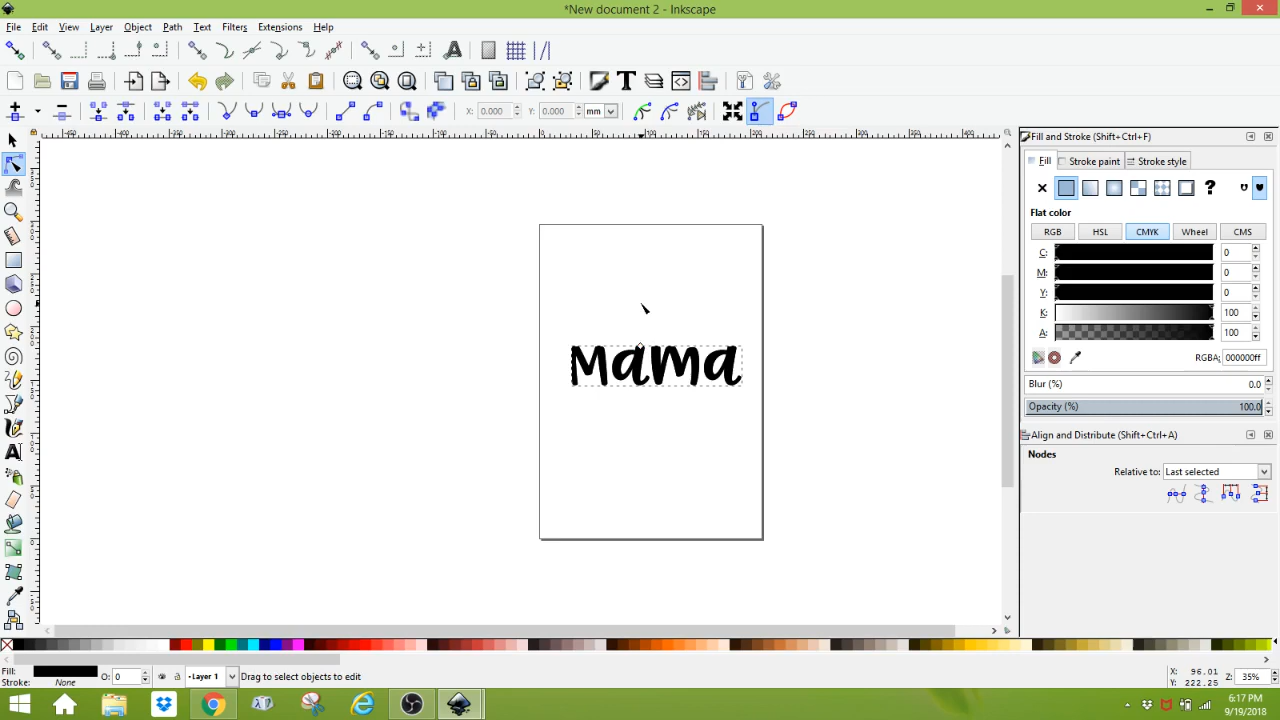 *New document 2 - Inkscape
File Edit View Layer Object Path Text Filters Extensions Help
X: 0.000 Y: 0.000 mm
Fill and Stroke (Shift+Ctrl+F)
Fill Stroke paint Stroke style
Flat color
RGB HSL CMYK Wheel CMS
C: 0
M: 0
Y: 0
K: 100
A: 100
RGBA: 000000ff
Blur (%) 0.0
Opacity (%) 100.0
Align and Distribute (Shift+Ctrl+A)
Nodes
Relative to: Last selected
Mama
Fill: O: 0 Layer 1 Drag to select objects to edit
Stroke: None
X: 96.01
Y: 222.25
Z: 35%
6:17 PM
9/19/2018